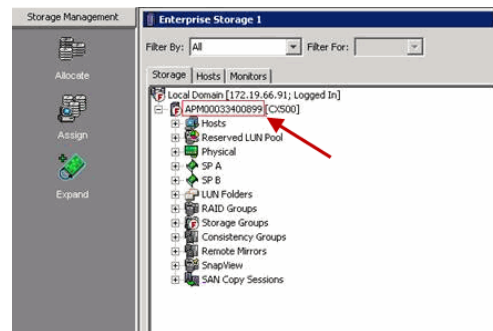 Storage Management
Allocate
Assign
Expand
Enterprise Storage 1
Filter By: All Filter For:
Storage Hosts Monitors
Local Domain [172.19.66.91; Logged In]
APM00033400899 [CX500]
Hosts
Reserved LUN Pool
Physical
SP A
SP B
LUN Folders
RAID Groups
Storage Groups
Consistency Groups
Remote Mirrors
SnapView
SAN Copy Sessions